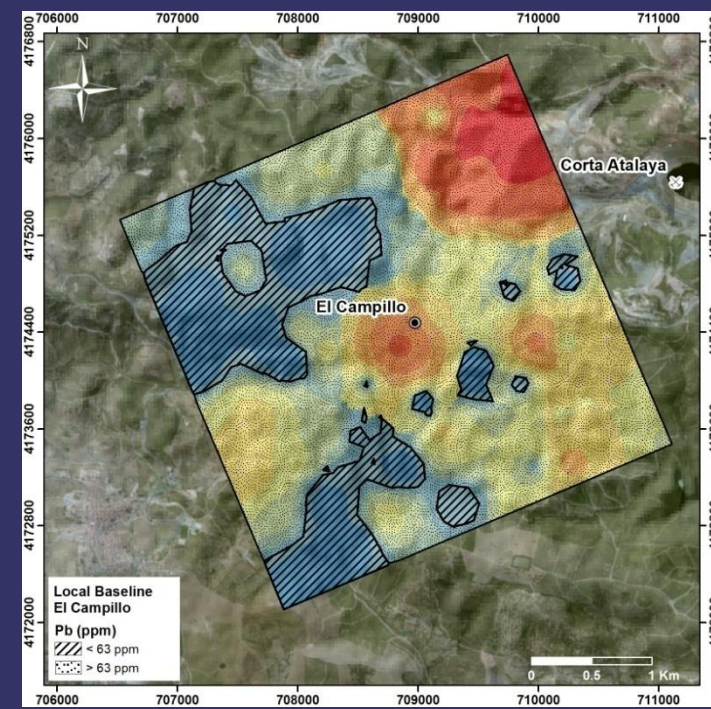 706000 707000 708000 709000 710000 711000
4176800
N
4176000
Corta Atalaya
4175200
El Campillo
4174400
4173600
4172800
Local Baseline
El Campillo
Pb (ppm)
< 63 ppm
> 63 ppm
4172000
0 0.5 1 Km
706000 707000 708000 709000 710000 711000